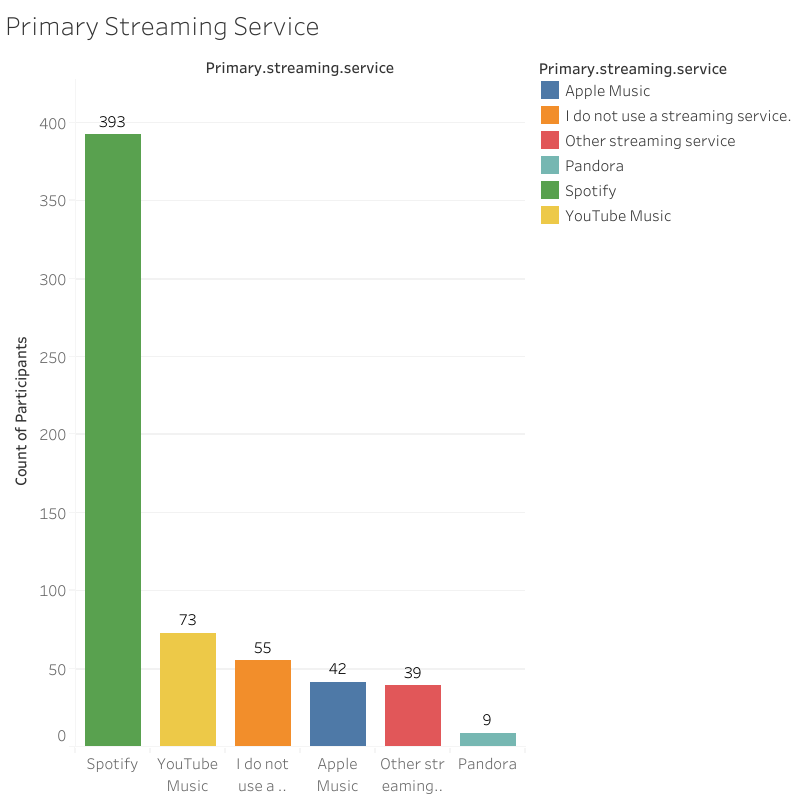 Primary Streaming Service
Primary.streaming.service
Primary.streaming.service
Apple Music
I do not use a streaming service.
Other streaming service
Pandora
Spotify
YouTube Music
Count of Participants
400
350
300
250
200
150
100
50
0
393
73
55
42
39
9
Spotify
YouTube
Music
I do not
use a ..
Apple
Music
Other str
eaming..
Pandora